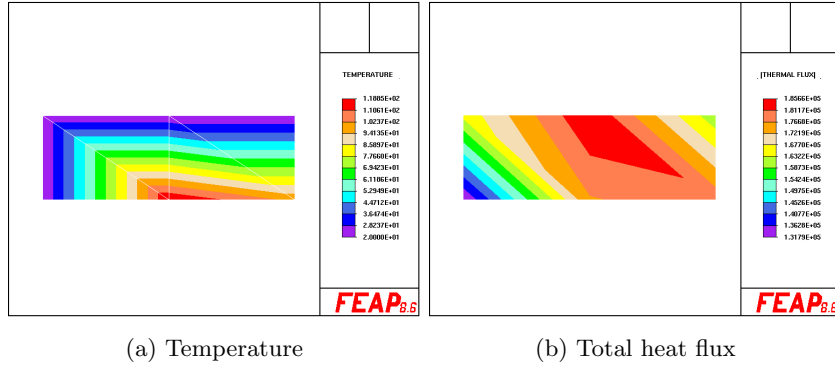 TEMPERATURE
1.1885E+02
1.1061E+02
1.0237E+02
9.4135E+01
8.5897E+01
7.7660E+01
6.9423E+01
6.1186E+01
5.2949E+01
4.4712E+01
3.6474E+01
2.8237E+01
2.0000E+01
FEAP8.6
|THERMAL FLUX|
1.8566E+05
1.8117E+05
1.7668E+05
1.7219E+05
1.6770E+05
1.6322E+05
1.5873E+05
1.5424E+05
1.4975E+05
1.4526E+05
1.4077E+05
1.3628E+05
1.3179E+05
FEAP8.6
(a) Temperature
(b) Total heat flux